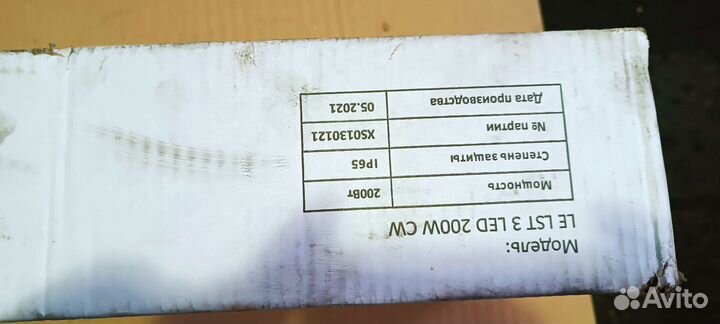 Модель:
LE LST 3 LED 200W CW
Мощность 200Вт
Степень защиты IP65
№ партии XS0130121
Дата производства 05.2021
Avito